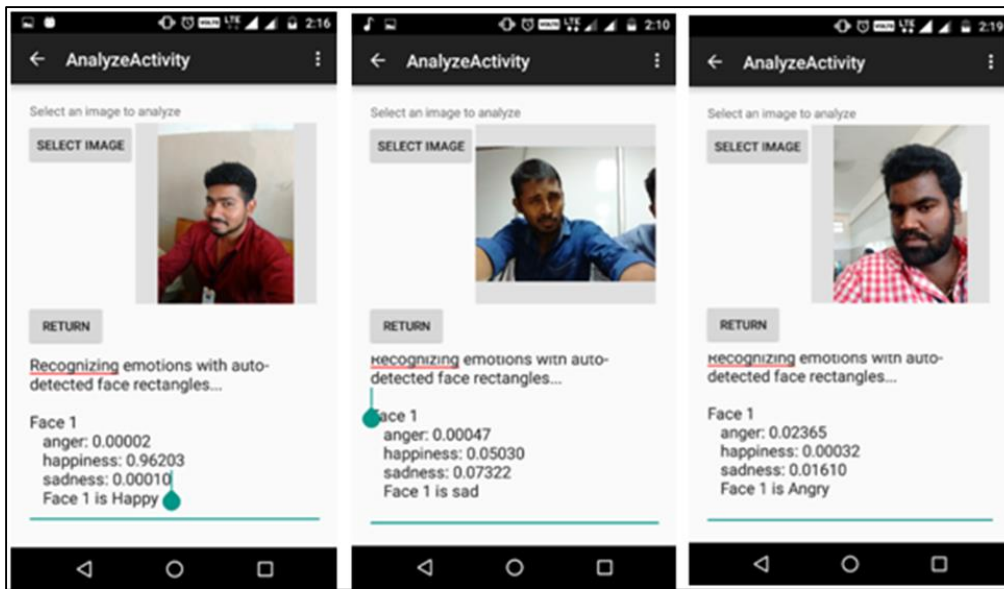 2:16
AnalyzeActivity
Select an image to analyze
SELECT IMAGE
RETURN
Recognizing emotions with auto-
detected face rectangles...
Face 1
anger: 0.00002
happiness: 0.96203
sadness: 0.00010
Face 1 is Happy
VOLTE LTE 2:10
AnalyzeActivity
Select an image to analyze
SELECT IMAGE
RETURN
Recognizing emotions with auto-
detected face rectangles...
Face 1
anger: 0.00047
happiness: 0.05030
sadness: 0.07322
Face 1 is sad
VOLTE LTE 2:19
AnalyzeActivity
Select an image to analyze
SELECT IMAGE
RETURN
Recognizing emotions with auto-
detected face rectangles...
Face 1
anger: 0.02365
happiness: 0.00032
sadness: 0.01610
Face 1 is Angry